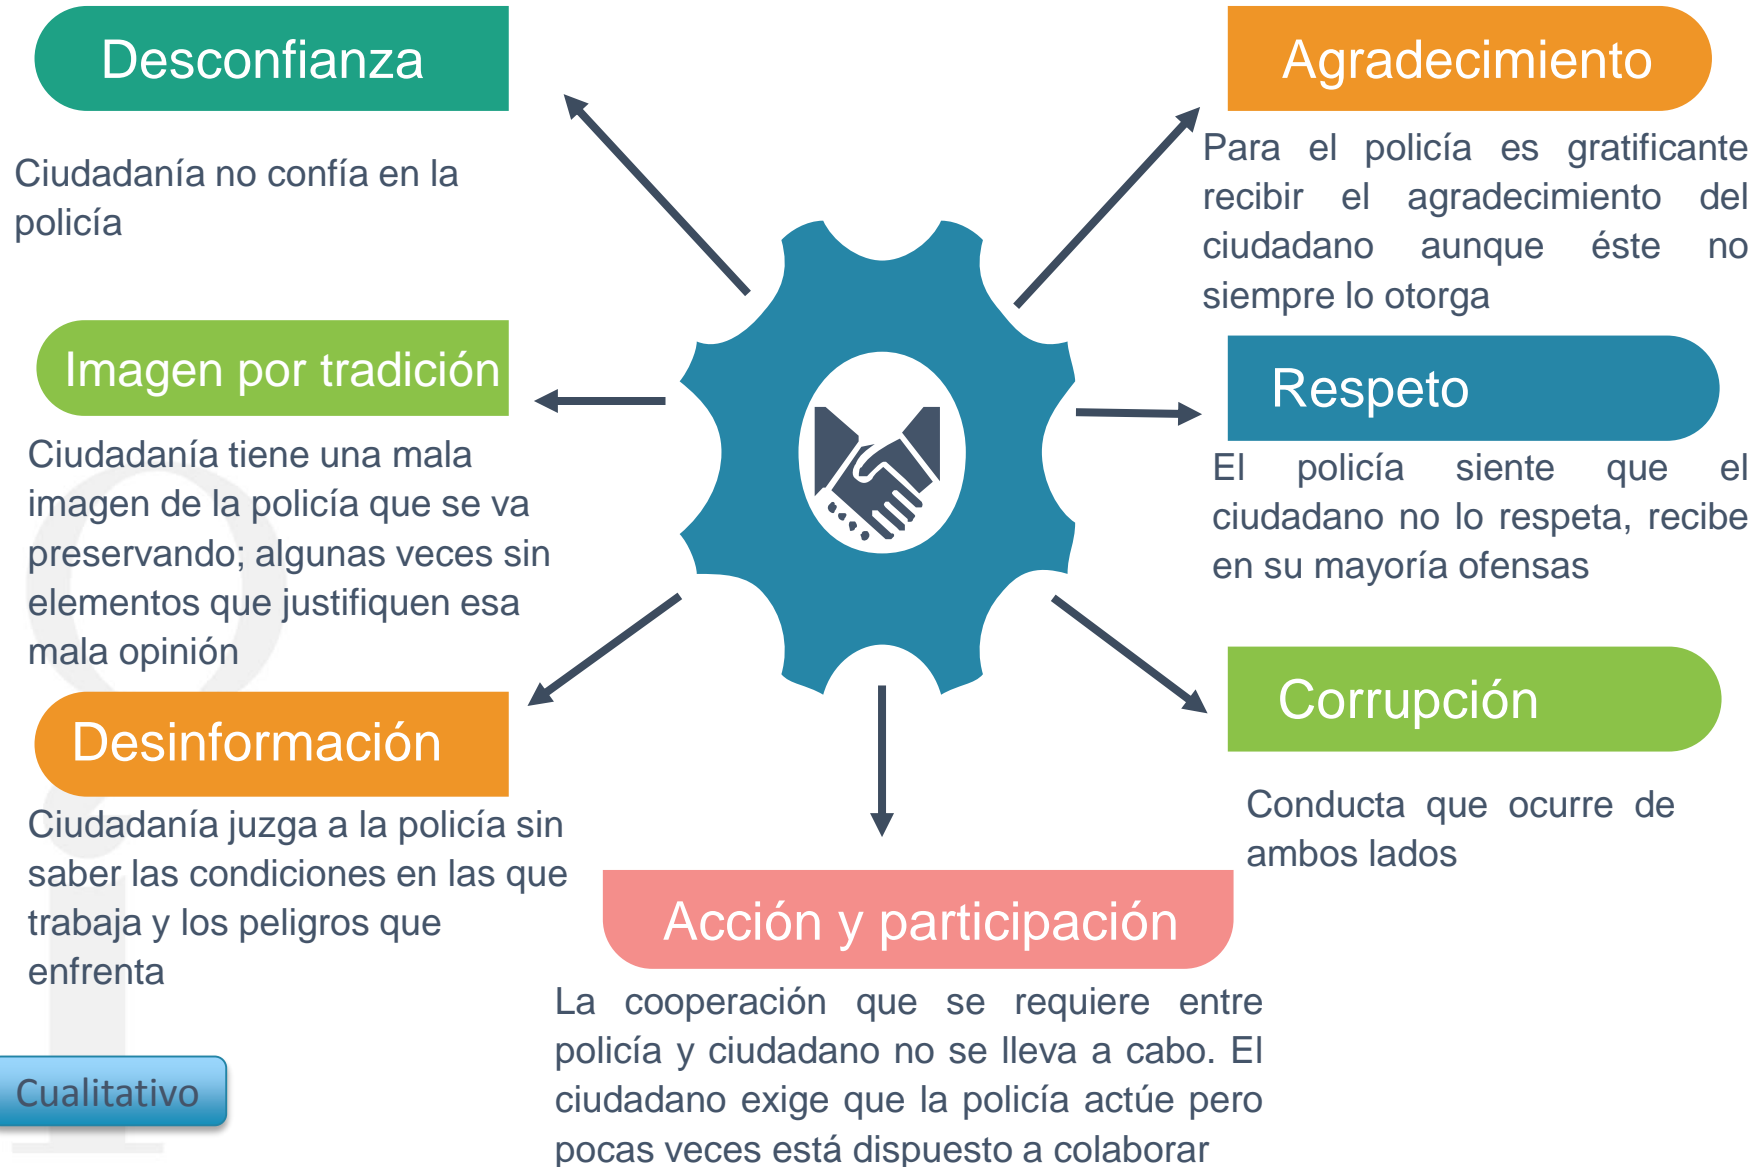 Desconfianza
Ciudadanía no confía en la
policía
Imagen por tradición
Ciudadanía tiene una mala
imagen de la policía que se va
preservando; algunas veces sin
elementos que justifiquen esa
mala opinión
Desinformación
Ciudadanía juzga a la policía sin
saber las condiciones en las que
trabaja y los peligros que
enfrenta
Cualitativo
Acción y participación
La cooperación que se requiere entre
policía y ciudadano no se lleva a cabo. El
ciudadano exige que la policía actúe pero
pocas veces está dispuesto a colaborar
Agradecimiento
Para el policía es gratificante
recibir el agradecimiento del
ciudadano aunque éste no
siempre lo otorga
Respeto
El policía siente que el
ciudadano no lo respeta, recibe
en su mayoría ofensas
Corrupción
Conducta que ocurre de
ambos lados